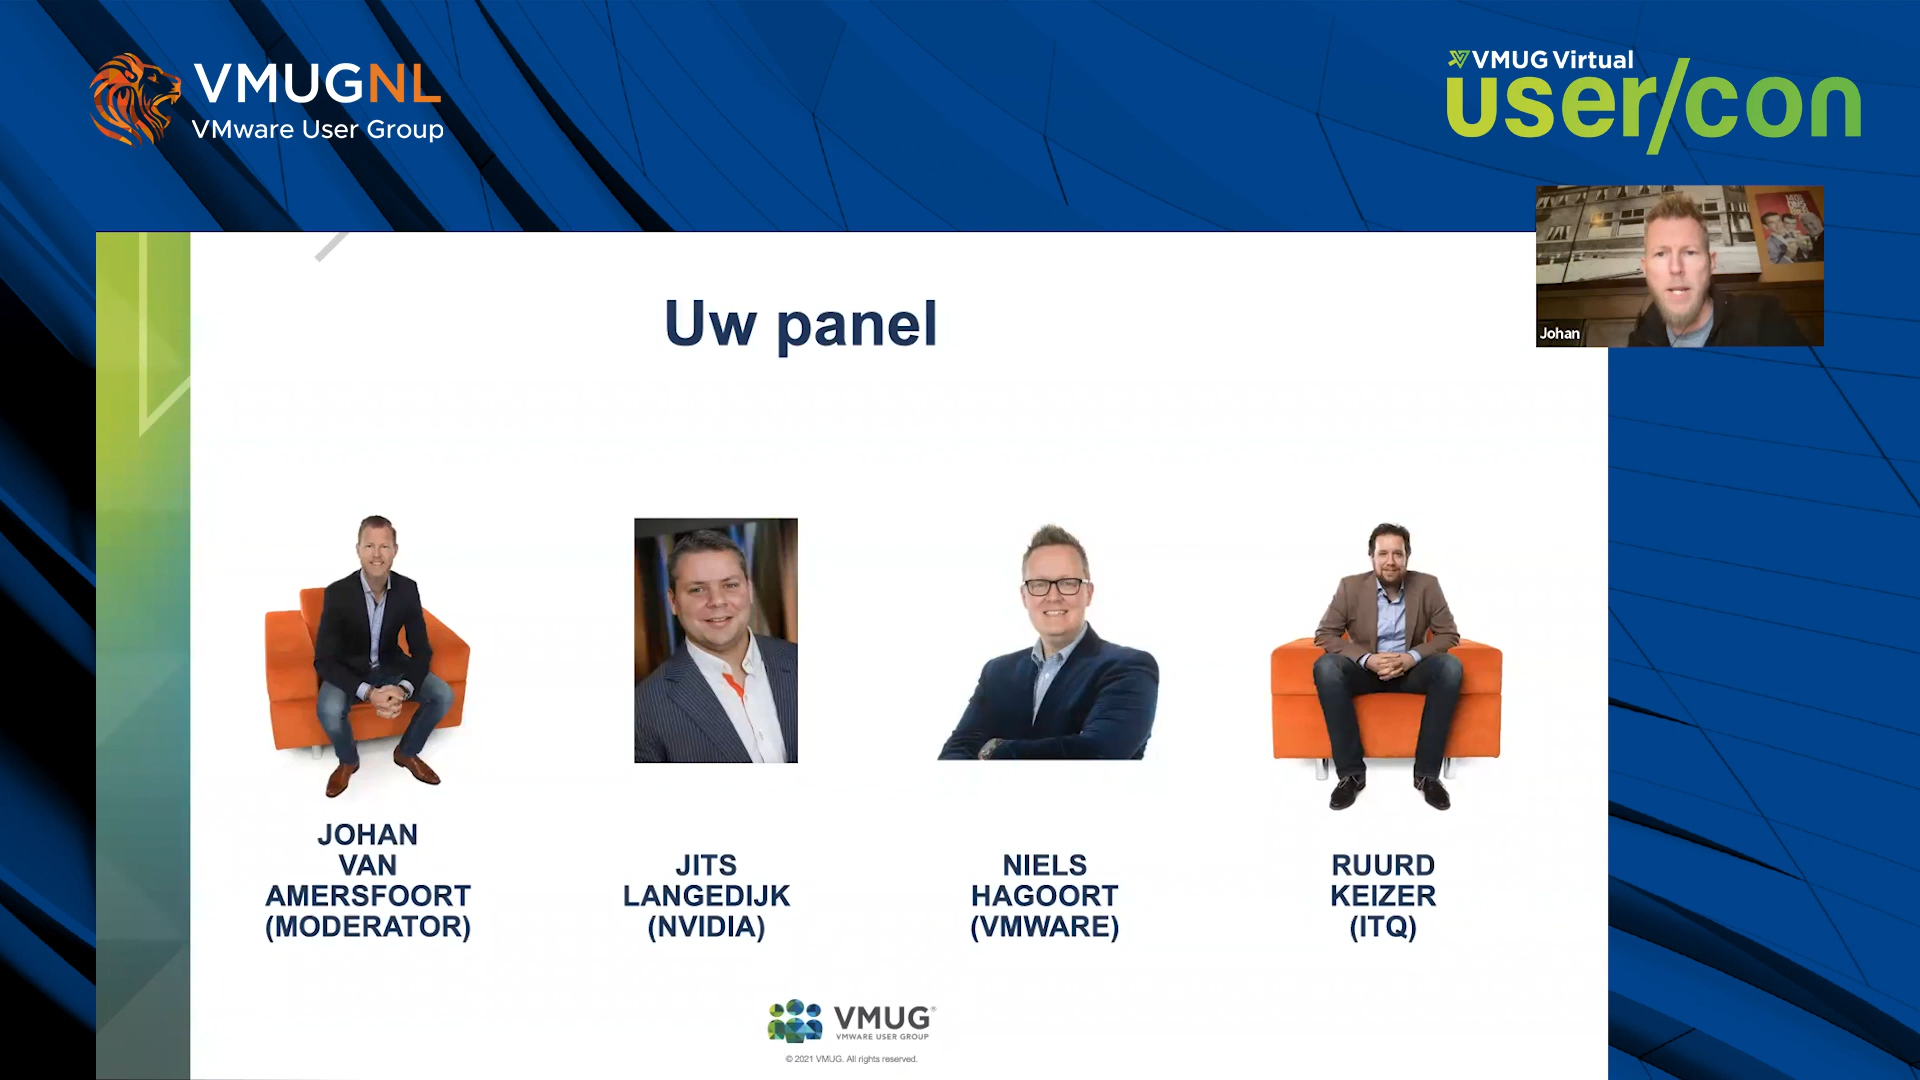 VMUGNL
VMware User Group
VMUG Virtual
user/con
Johan
Uw panel
JOHAN
VAN
AMERSFOORT
(MODERATOR)
JITS
LANGEDIJK
(NVIDIA)
NIELS
HAGOORT
(VMWARE)
RUURD
KEIZER
(ITQ)
VMUG®
VMWARE USER GROUP
© 2021 VMUG. All rights reserved.